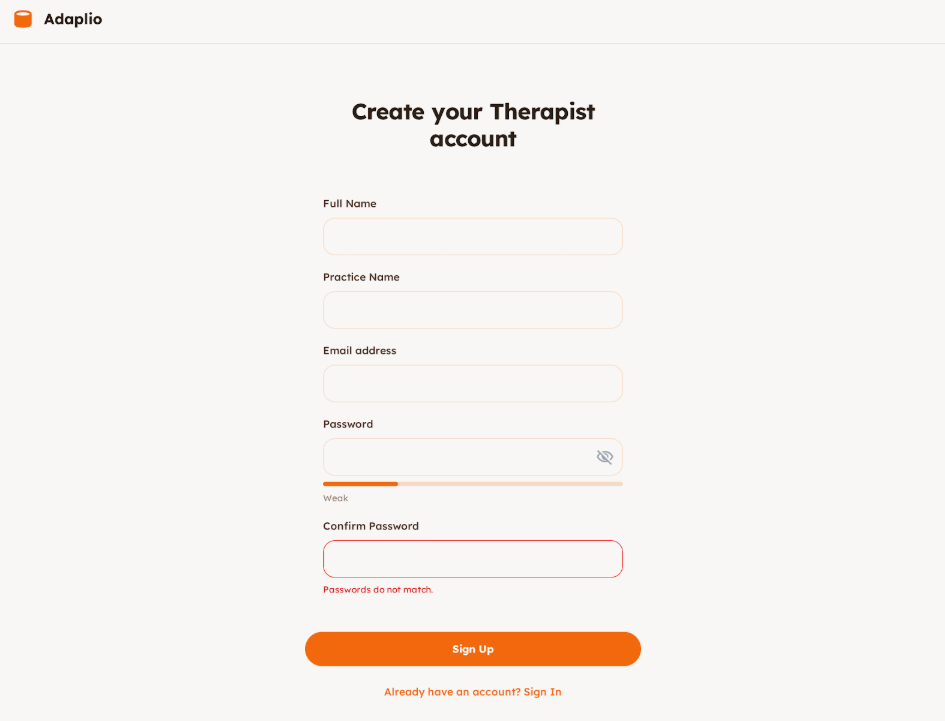 Adaplio
Create your Therapist
account
Full Name
Practice Name
Email address
Password
Weak
Confirm Password
Passwords do not match.
Sign Up
Already have an account? Sign In